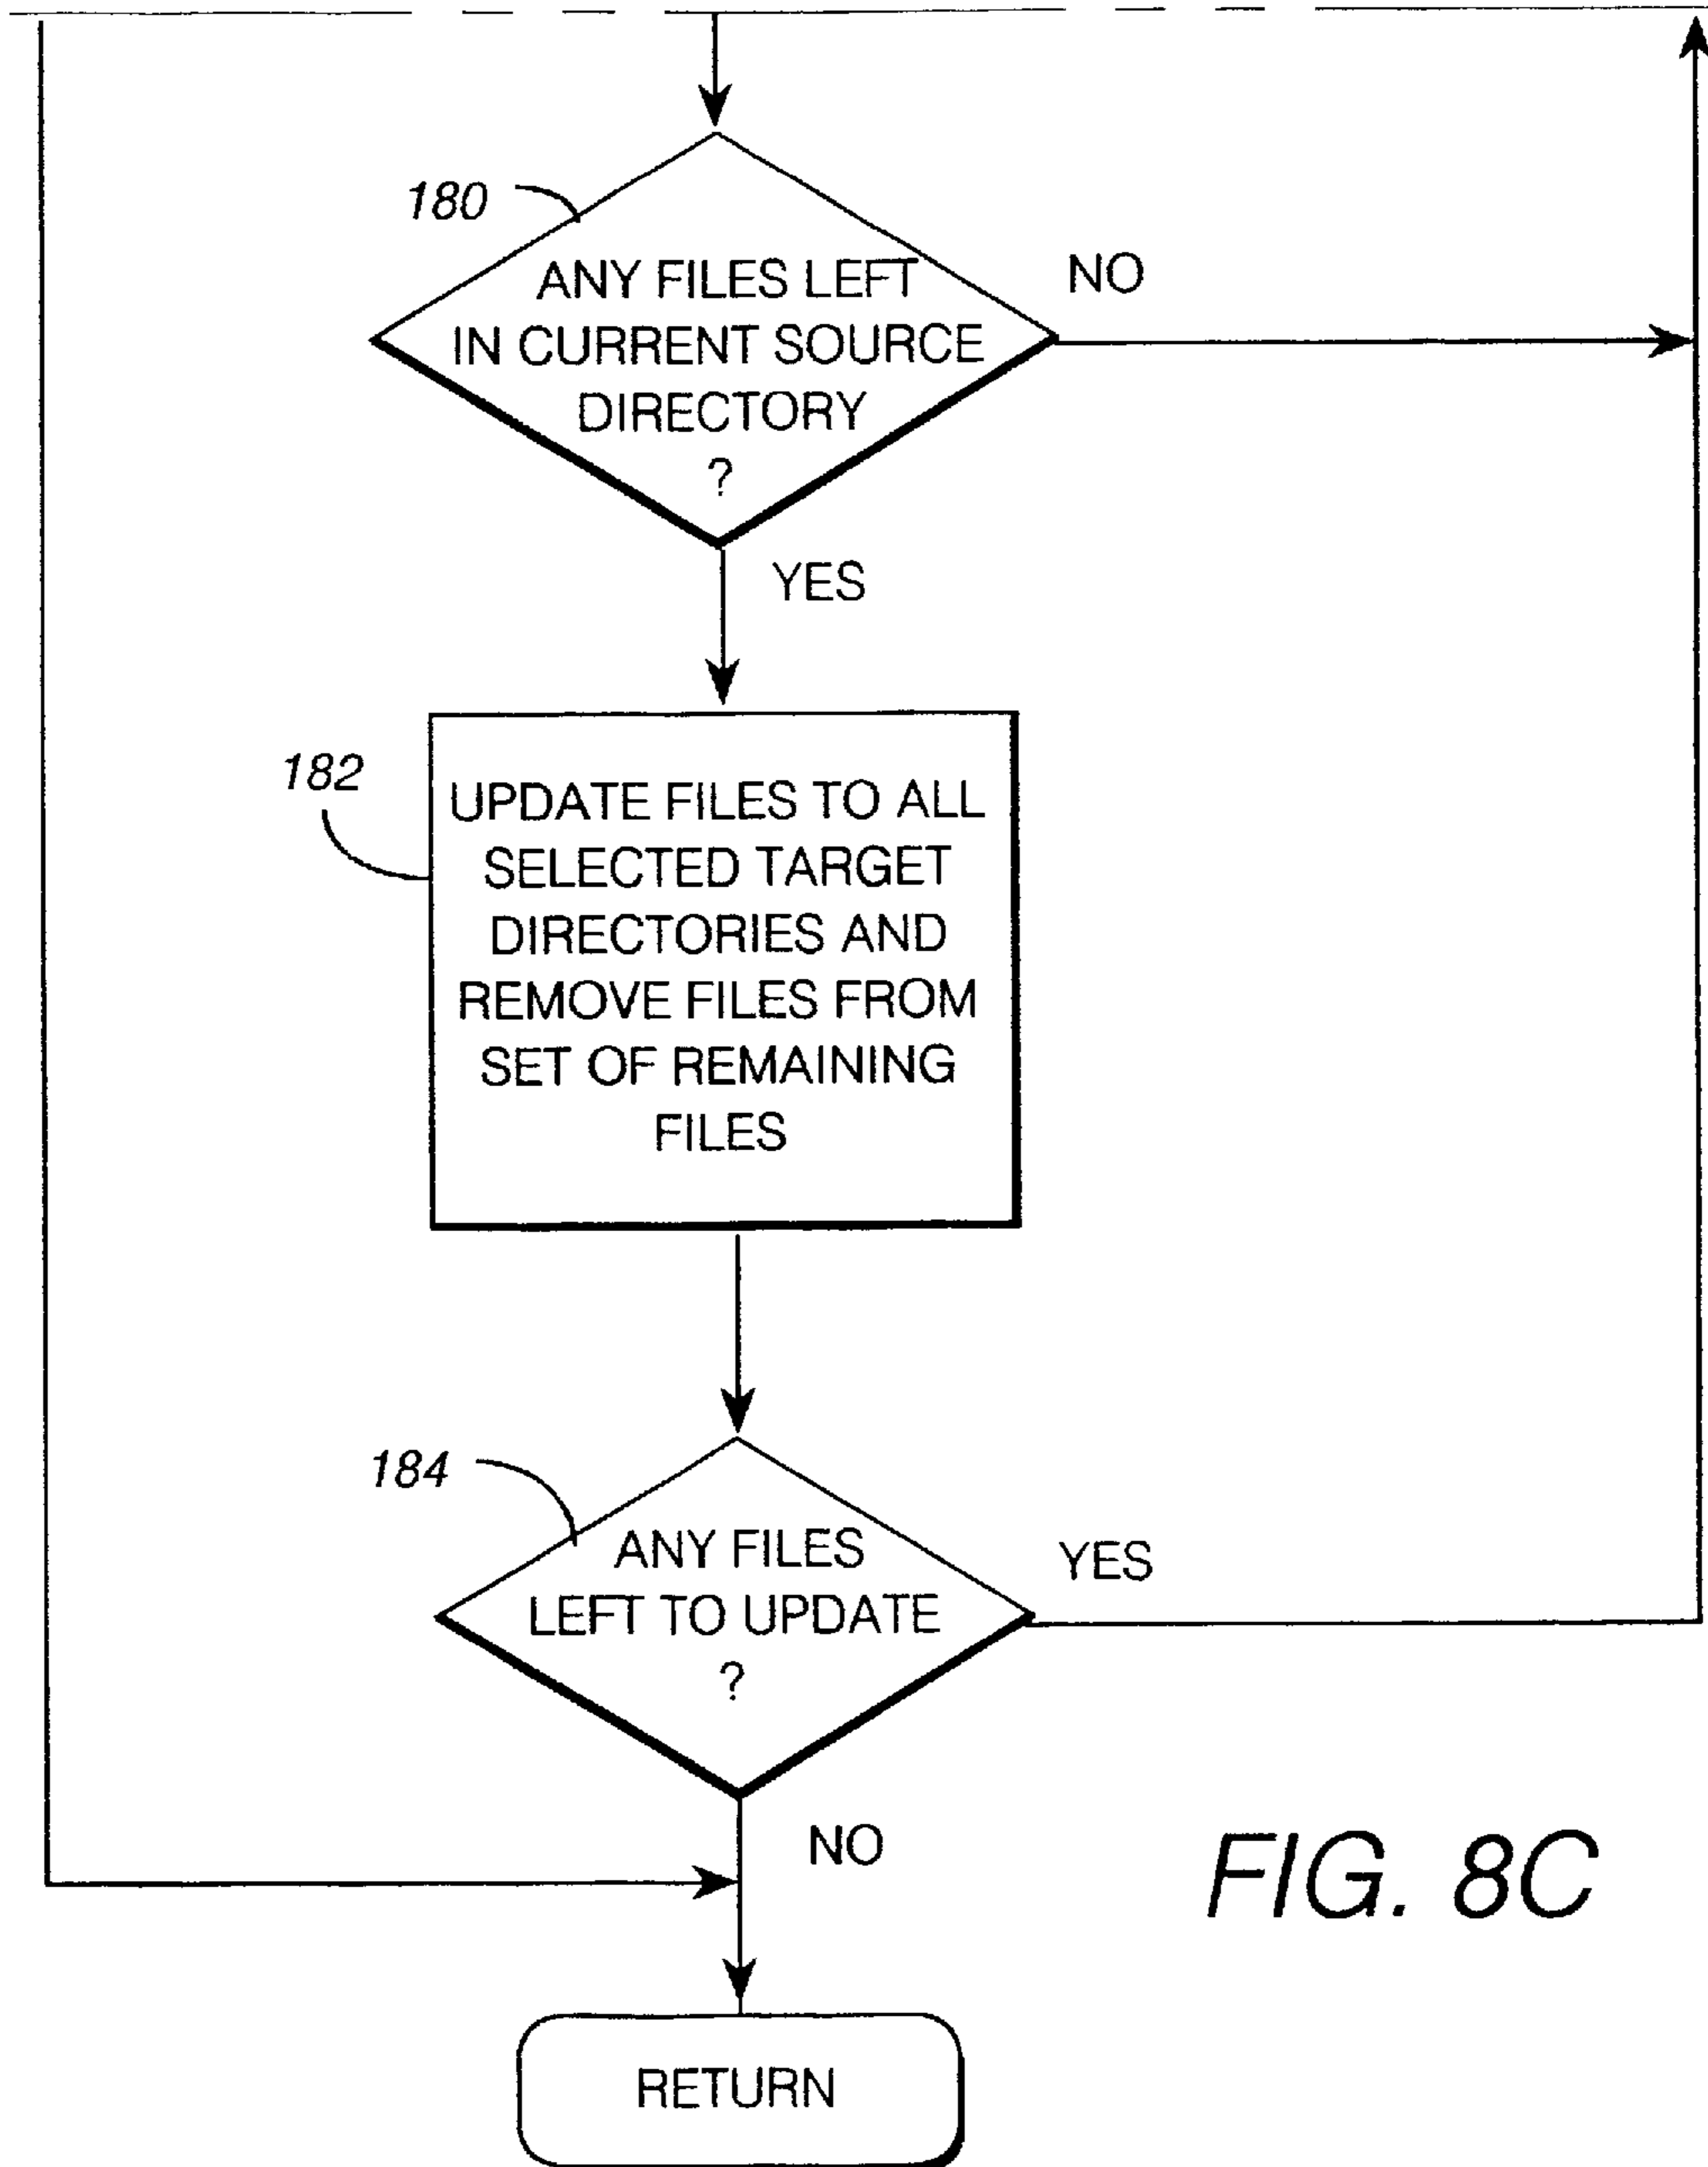 180
ANY FILES LEFT
IN CURRENT SOURCE
DIRECTORY
?
NO
YES
182
UPDATE FILES TO ALL
SELECTED TARGET
DIRECTORIES AND
REMOVE FILES FROM
SET OF REMAINING
FILES
184
ANY FILES
LEFT TO UPDATE
?
YES
NO
FIG. 8C
RETURN